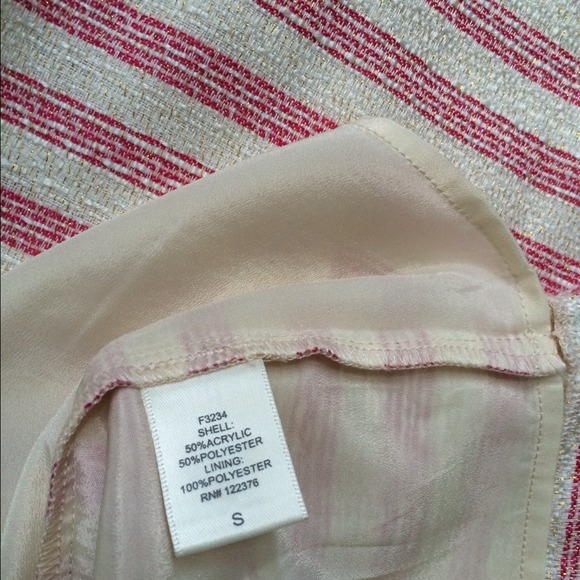 F3234
SHELL:
50%ACRYLIC
50%POLYESTER
LINING:
100%POLYESTER
RN# 122376
S